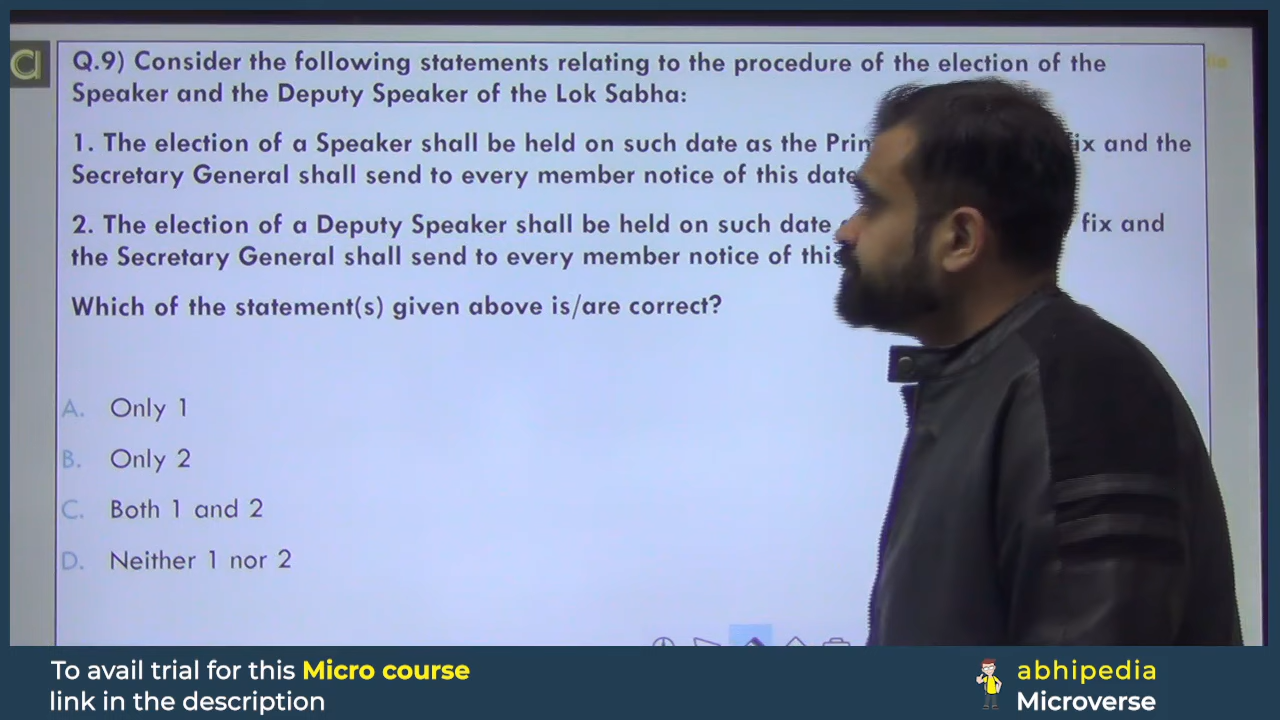 Q.9) Consider the following statements relating to the procedure of the election of the
Speaker and the Deputy Speaker of the Lok Sabha:
1. The election of a Speaker shall be held on such date as the and the
Secretary General shall send to every member notice of this date
2. The election of a Deputy Speaker shall be held on such date fix and
the Secretary General shall send to every member notice of this
Which of the statement(s) given above is/are correct?
A. Only 1
B. Only 2
C. Both 1 and 2
D. Neither 1 nor 2
To avail trial for this Micro course
link in the description
abhipedia
Microverse